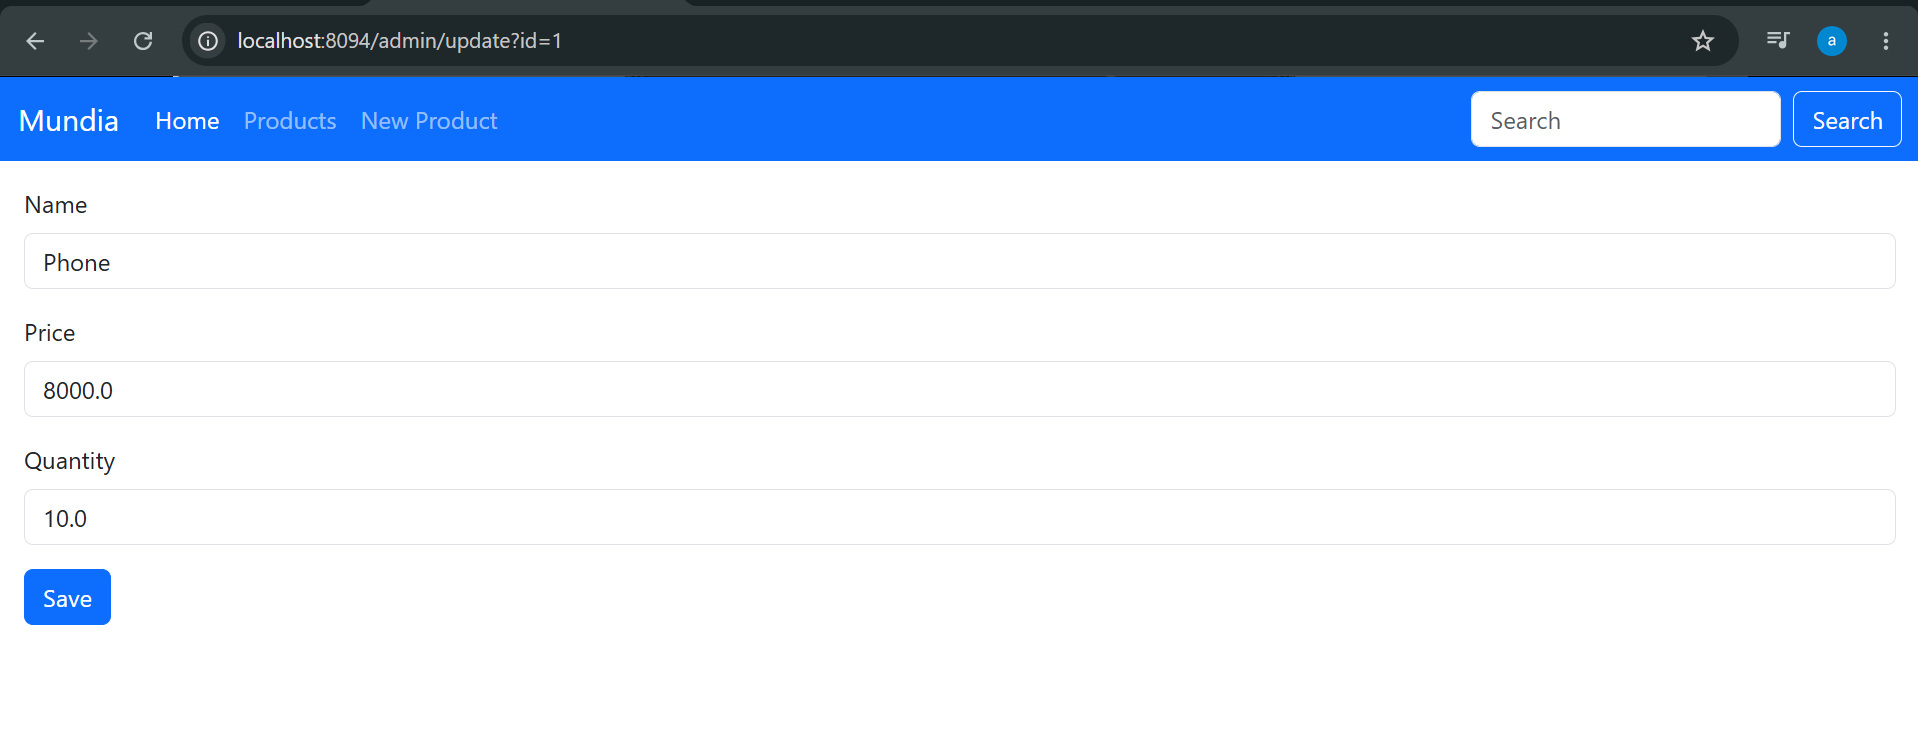 localhost:8094/admin/update?id=1
a
Mundia Home Products New Product Search Search
Name
Phone
Price
8000.0
Quantity
10.0
Save